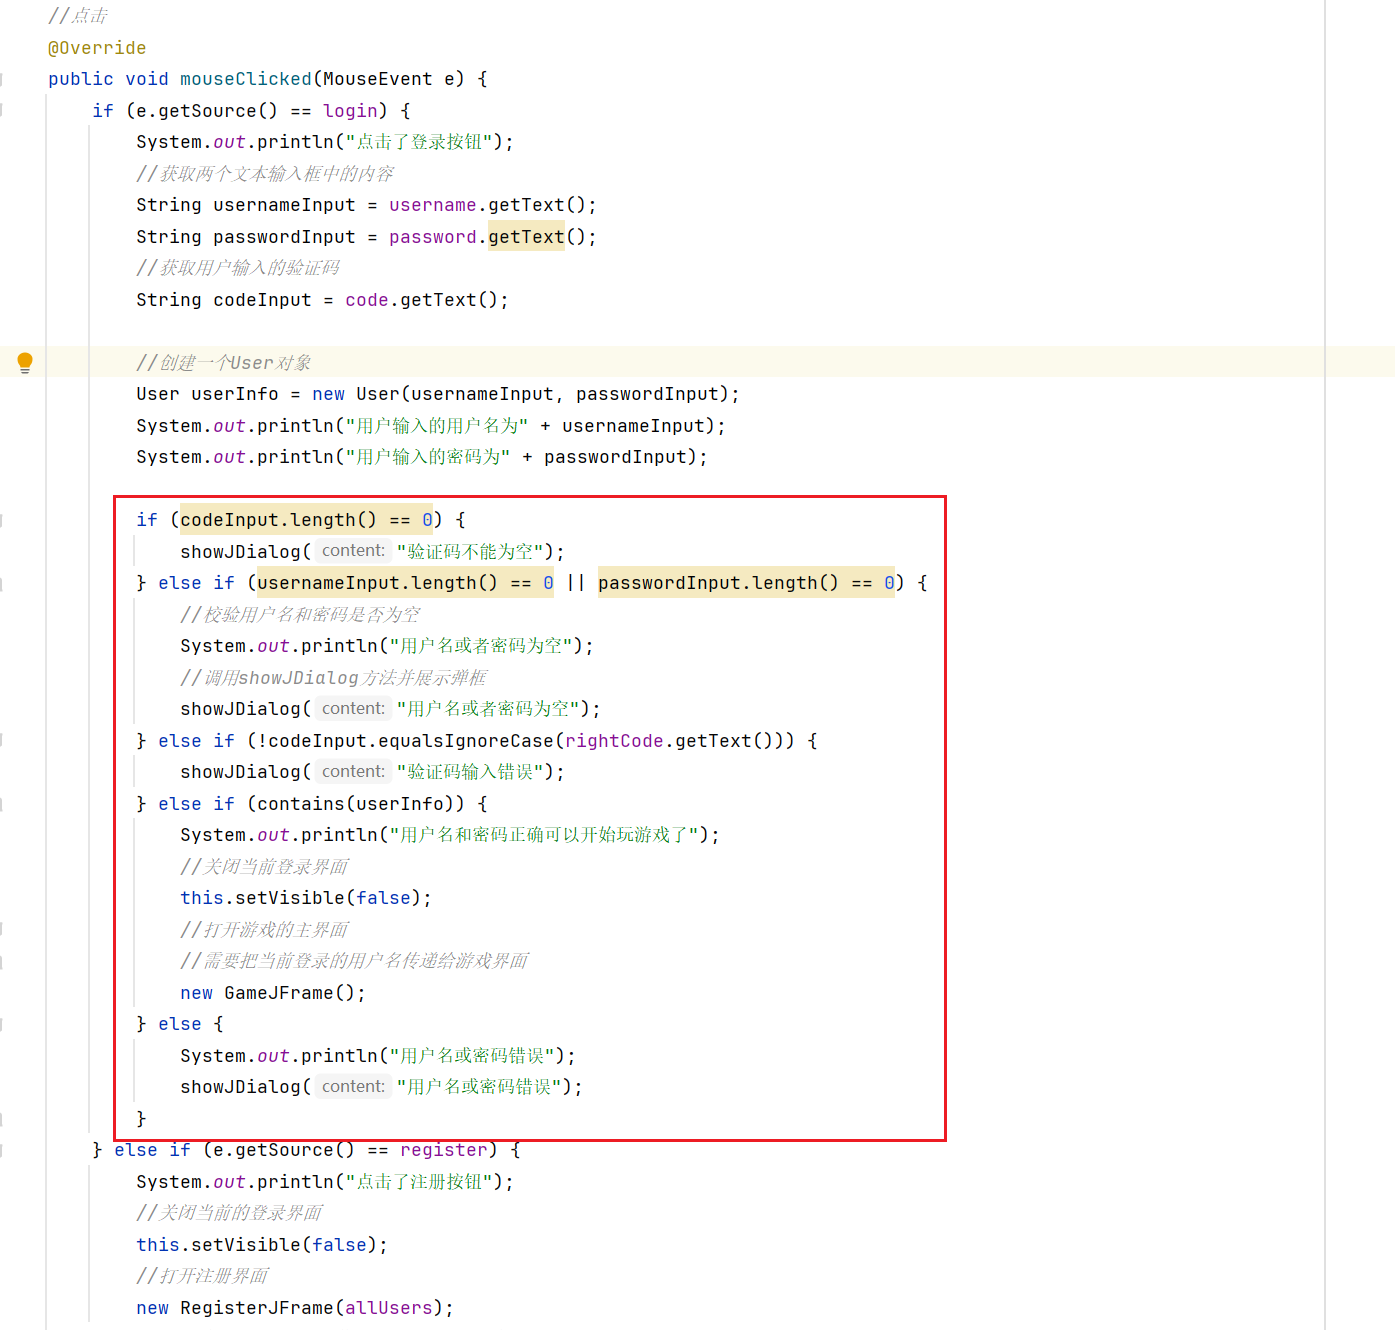 //点击
@Override
public void mouseClicked(MouseEvent e) {
if (e.getSource() == login) {
System.out.println("点击了登录按钮");
//获取两个文本输入框中的内容
String usernameInput = username.getText();
String passwordInput = password.getText();
//获取用户输入的验证码
String codeInput = code.getText();
//创建一个User对象
User userInfo = new User(usernameInput, passwordInput);
System.out.println("用户输入的用户名为" + usernameInput);
System.out.println("用户输入的密码为" + passwordInput);
if (codeInput.length() == 0) {
showJDialog( content: "验证码不能为空");
} else if (usernameInput.length() == 0 || passwordInput.length() == 0) {
//校验用户名和密码是否为空
System.out.println("用户名或者密码为空");
//调用showJDialog方法并展示弹框
showJDialog( content: "用户名或者密码为空");
} else if (!codeInput.equalsIgnoreCase(rightCode.getText())) {
showJDialog( content: "验证码输入错误");
} else if (contains(userInfo)) {
System.out.println("用户名和密码正确可以开始玩游戏了");
//关闭当前登录界面
this.setVisible(false);
//打开游戏的主界面
//需要把当前登录的用户名传递给游戏界面
new GameJFrame();
} else {
System.out.println("用户名或密码错误");
showJDialog( content: "用户名或密码错误");
}
} else if (e.getSource() == register) {
System.out.println("点击了注册按钮");
//关闭当前的登录界面
this.setVisible(false);
//打开注册界面
new RegisterJFrame(allUsers);